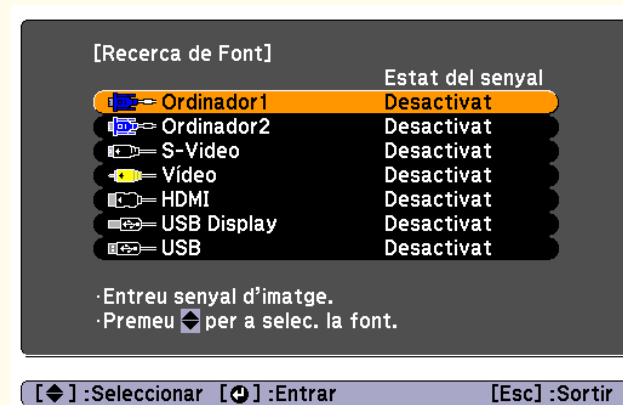 [Recerca de Font]
Estat del senyal
Ordinador1 Desactivat
Ordinador2 Desactivat
S-Video Desactivat
Vídeo Desactivat
HDMI Desactivat
USB Display Desactivat
USB Desactivat
·Entreu senyal d'imatge.
·Premeu per a selec. la font.
[ ] :Seleccionar [ ] :Entrar [Esc] :Sortir